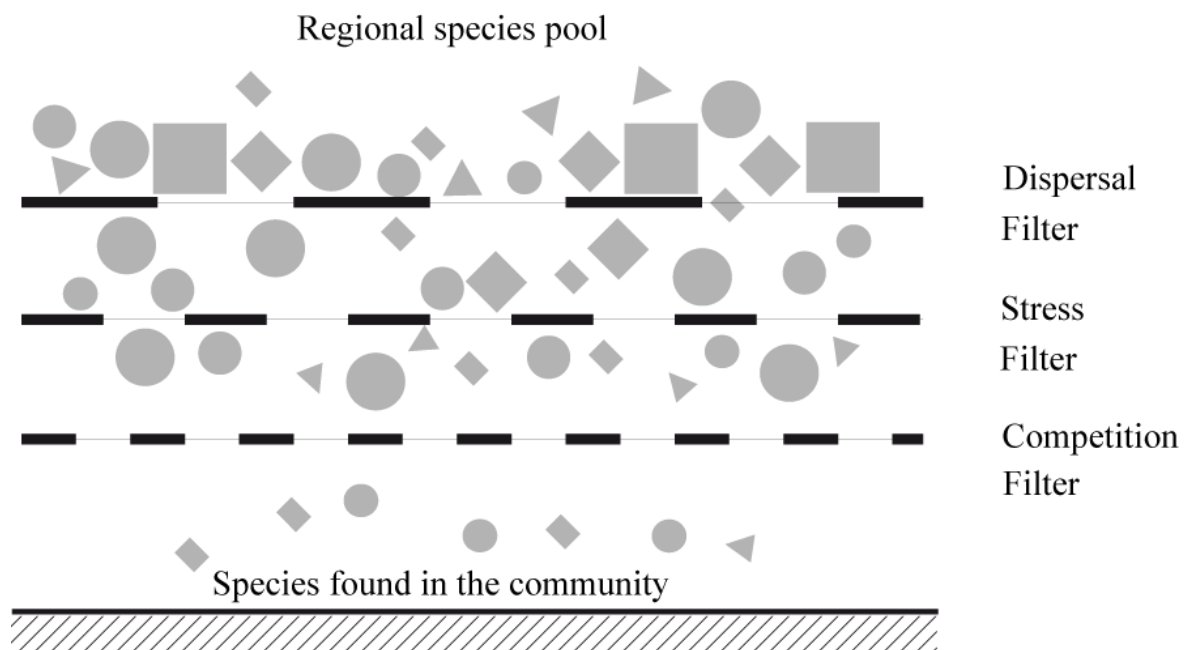 Regional species pool
Dispersal
Filter
Stress
Filter
Competition
Filter
Species found in the community